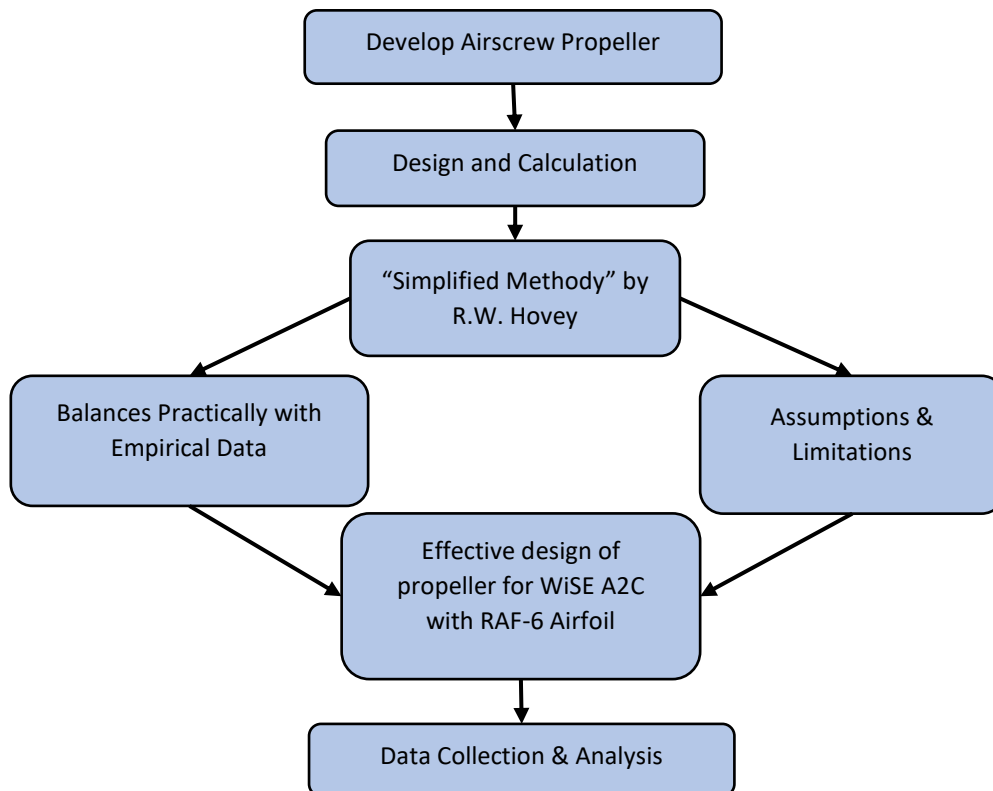 Develop Airscrew Propeller
Design and Calculation
“Simplified Methody” by
R.W. Hovey
Balances Practically with
Empirical Data
Assumptions &
Limitations
Effective design of
propeller for WiSE A2C
with RAF-6 Airfoil
Data Collection & Analysis